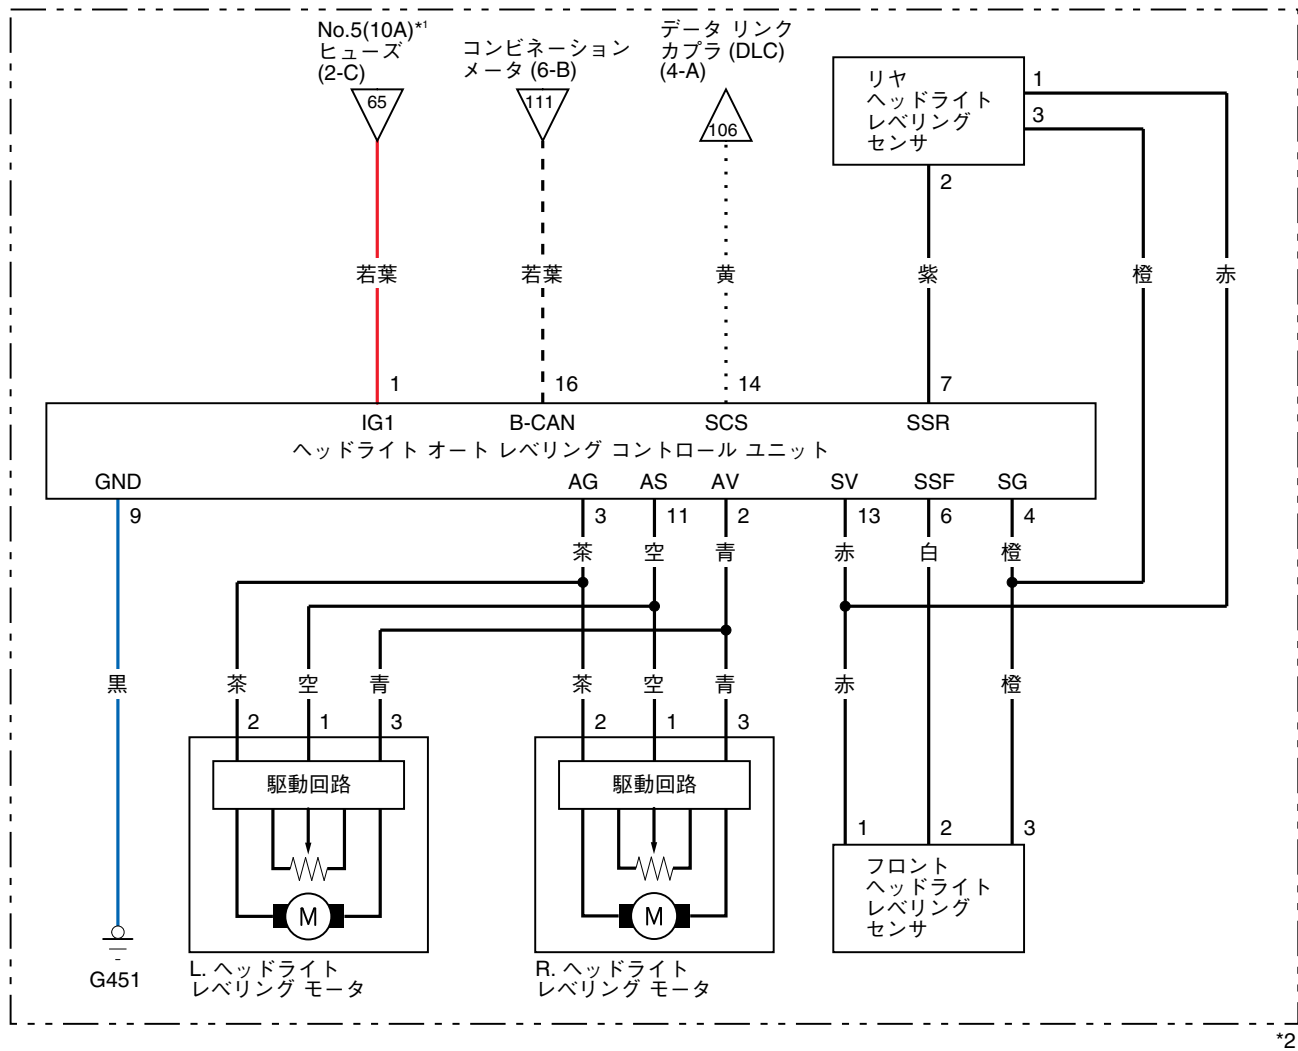 No.5(10A)*1
ヒューズ
(2-C)
65
コンビネーション
メータ (6-B)
111
データ リンク
カプラ (DLC)
(4-A)
106
リヤ
ヘッドライト
レベリング
センサ
1
3
2
若葉
若葉
黄
紫
橙
赤
1
16
14
7
IG1
B-CAN
SCS
SSR
ヘッドライト オート レベリング コントロール ユニット
GND
AG
AS
AV
SV
SSF
SG
9
3
11
2
13
6
4
茶
空
青
赤
白
橙
黒
茶
空
青
茶
空
青
赤
橙
2
1
3
2
1
3
駆動回路
駆動回路
1
2
3
M
M
フロント
ヘッドライト
レベリング
センサ
G451
L. ヘッドライト
レベリング モータ
R. ヘッドライト
レベリング モータ
*2